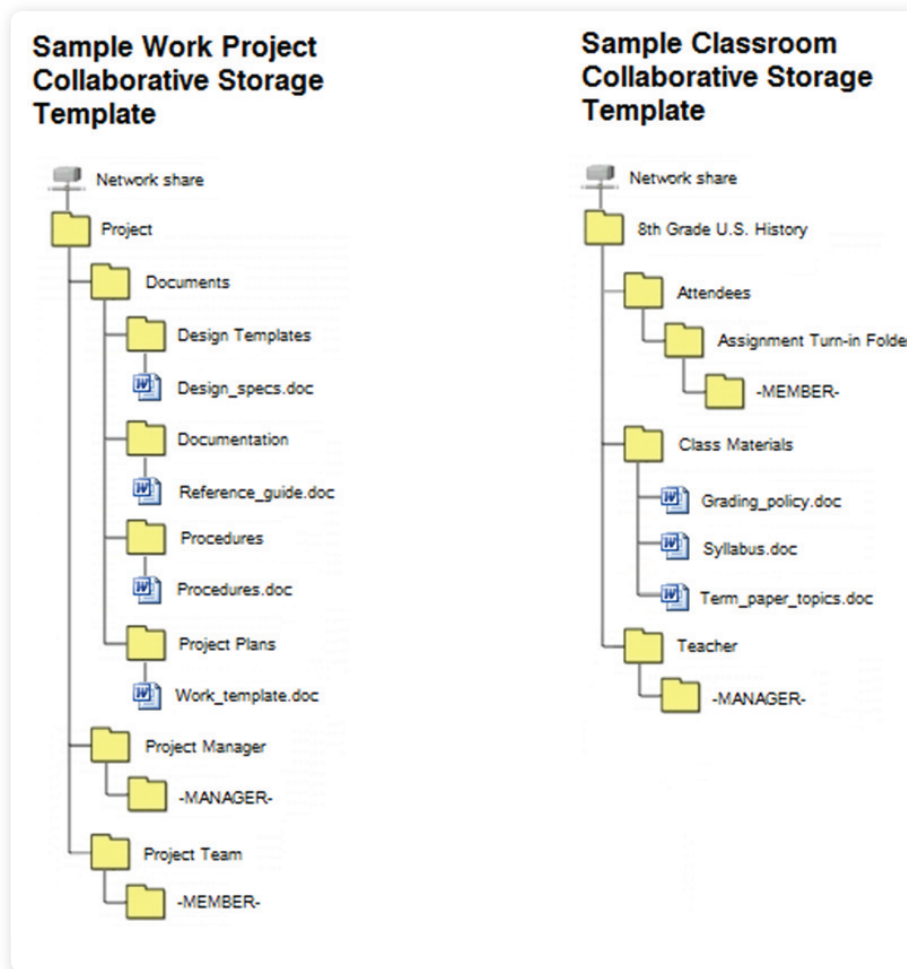 Sample Work Project
Collaborative Storage
Template
Network share
Project
Documents
Design Templates
Design_specs.doc
Documentation
Reference_guide.doc
Procedures
Procedures.doc
Project Plans
Work_template.doc
Project Manager
-MANAGER-
Project Team
-MEMBER-
Sample Classroom
Collaborative Storage
Template
Network share
8th Grade U.S. History
Attendees
Assignment Turn-in Folde
-MEMBER-
Class Materials
Grading_policy.doc
Syllabus.doc
Term_paper_topics.doc
Teacher
-MANAGER-